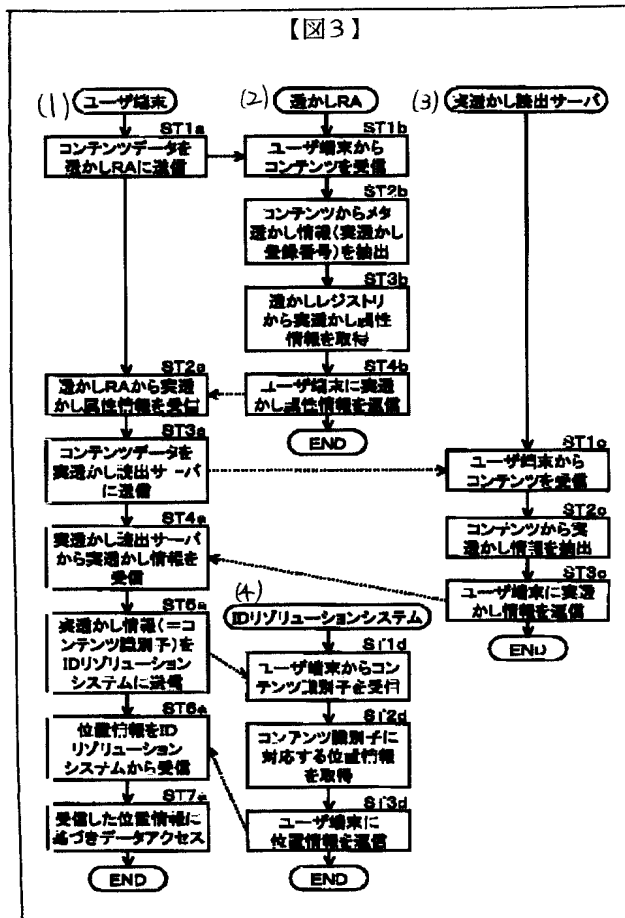 【図3】
(1) ユーザ端末
ST1a
コンテンツデータを
透かしRAに送信
ST2a
透かしRAから実透
かし属性情報を受信
ST3a
コンテンツデータを
実透かし読出サーバ
に送信
ST4a
実透かし読出サーバ
から実透かし情報を
受信
ST5a
実透かし情報(=コン
テンツ識別子)を
IDリゾリューション
システムに送信
ST6a
位置情報をID
リゾリューション
システムから受信
ST7a
受信した位置情報に
基づきデータアクセス
END
(2) 透かしRA
ST1b
ユーザ端末から
コンテンツを受信
ST2b
コンテンツからメタ
透かし情報(実透かし
登録番号)を抽出
ST3b
透かしレジストリ
から実透かし属性
情報を取得
ST4b
ユーザ端末に実透
かし属性情報を返信
END
(3) 実透かし読出サーバ
ST1c
ユーザ端末から
コンテンツを受信
ST2c
コンテンツから実
透かし情報を抽出
ST3c
ユーザ端末に実透
かし情報を返信
END
(4)
IDリゾリューションシステム
ST1d
ユーザ端末からコン
テンツ識別子を受信
ST2d
コンテンツ識別子に
対応する位置情報
を取得
ST3d
ユーザ端末に
位置情報を返信
END